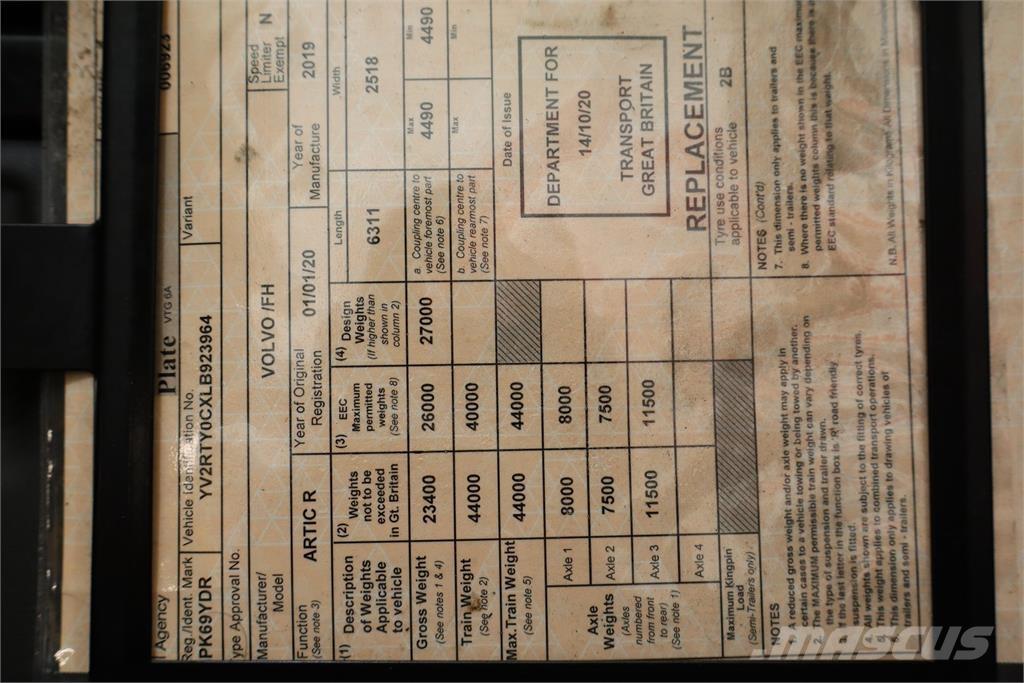 Agency
Plate VTG 6A
006923
Reg./Ident. Mark
PK69YDR
Vehicle Identification No.
YV2RTY0CXLB923964
Variant
Type Approval No.
Manufacturer/
Model
VOLVO /FH
Speed
Limiter
Exempt
N
Function
(See note 3)
ARTIC R
Year of Original
Registration
01/01/20
Year of
Manufacture
2019
(1) Description
of Weights
Applicable
to vehicle
(2) Weights
not to be
exceeded
in Gt. Britain
(3) EEC
Maximum
permitted
weights
(See note 8)
(4) Design
Weights
(If higher than
shown in
column 2)
Length
6311
Width
2518
Gross Weight
(See notes 1 & 4)
23400
26000
27000
a. Coupling centre to
vehicle foremost part
(See note 6)
Max
4490
Min
4490
Train Weight
(See note 2)
44000
40000
b. Coupling centre to
vehicle rearmost part
(See note 7)
Max
Min
Max. Train Weight
(See note 5)
44000
44000
Date of Issue
Axle
Weights
(Axles
numbered
from front
to rear)
(See note 1)
Axle 1
8000
8000
Axle 2
7500
7500
Axle 3
11500
11500
Axle 4
DEPARTMENT FOR
14/10/20
TRANSPORT
GREAT BRITAIN
REPLACEMENT
Maximum Kingpin
Load
(Semi-Trailers only)
Tyre use conditions
applicable to vehicle
2B
NOTES
1. A reduced gross weight and/or axle weight may apply in
certain cases to a vehicle towing or being towed by another.
2. The MAXIMUM permissible train weight can vary depending on
the type of suspension and trailer drawn.
3. If the last letter in the function box is 'R' road friendly
suspension is fitted.
4. All weights shown are subject to the fitting of correct tyres.
5. This weight applies to combined transport operations.
6. This dimension only applies to drawing vehicles of
trailers and semi - trailers.
NOTES (Cont'd)
7. This dimension only applies to trailers and
semi - trailers.
8. Where there is no weight shown in the EEC maximum
permitted weights column this is because there is
EEC standard relating to that weight.
N.B. All Weights in Kilograms, All Dimensions in
MASCUS